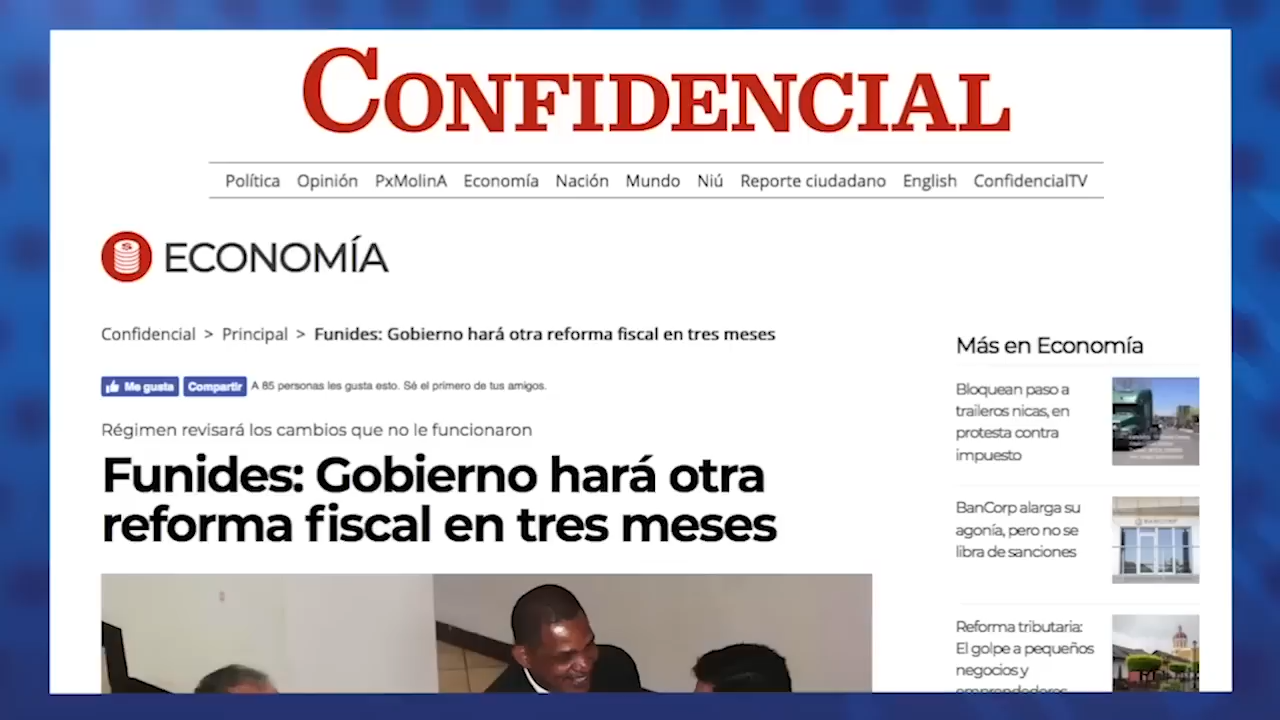 CONFIDENCIAL
Política Opinión PxMolinA Economía Nación Mundo Niú Reporte ciudadano English ConfidencialTV
ECONOMÍA
Confidencial > Principal > Funides: Gobierno hará otra reforma fiscal en tres meses
Me gusta Compartir A 85 personas les gusta esto. Sé el primero de tus amigos.
Régimen revisará los cambios que no le funcionaron
Funides: Gobierno hará otra
reforma fiscal en tres meses
Más en Economía
Bloquean paso a
traileros nicas, en
protesta contra
impuesto
BanCorp alarga su
agonía, pero no se
libra de sanciones
Reforma tributaria:
El golpe a pequeños
negocios y
emprendedores